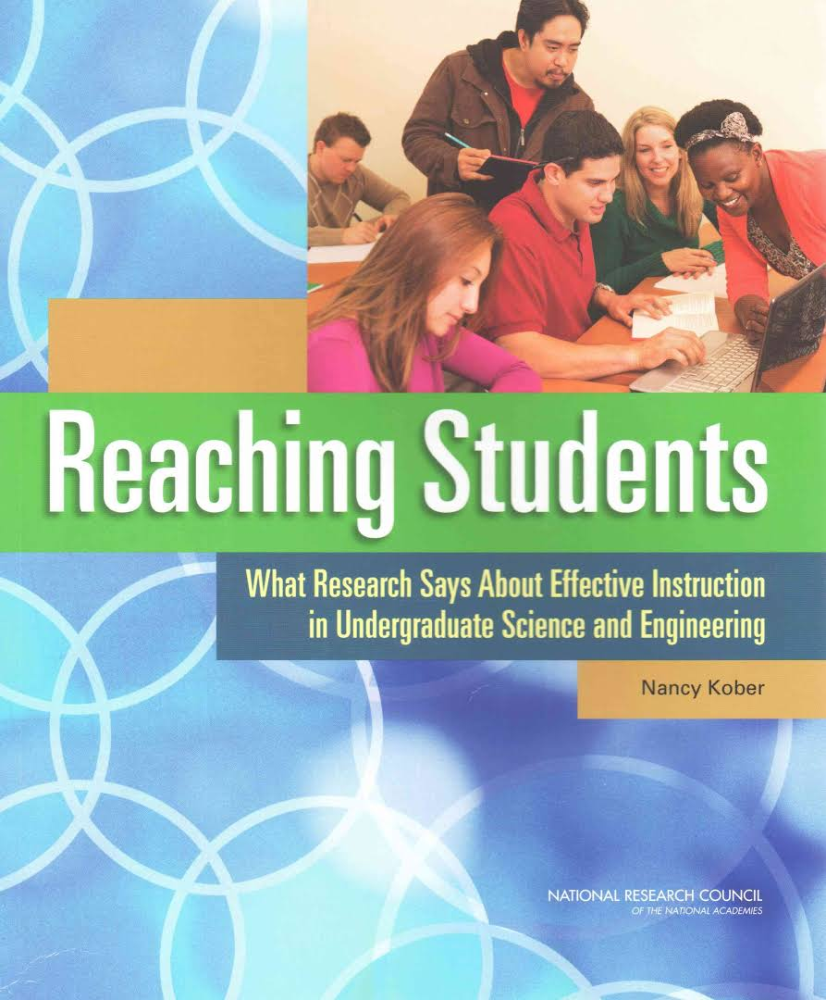 Reaching Students
What Research Says About Effective Instruction
in Undergraduate Science and Engineering
Nancy Kober
NATIONAL RESEARCH COUNCIL
OF THE NATIONAL ACADEMIES